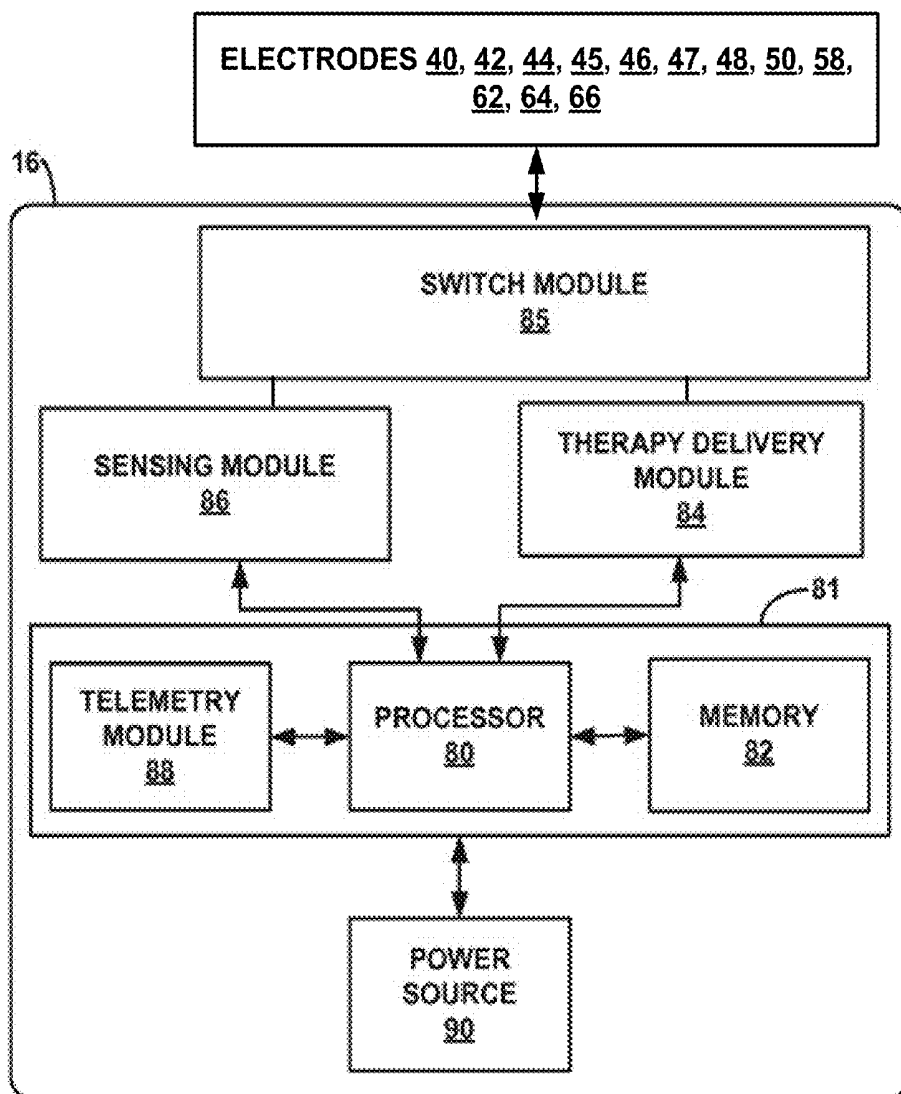 ELECTRODES 40, 42, 44, 45, 46, 47, 48, 50, 58,
62, 64, 66
16
SWITCH MODULE
85
SENSING MODULE
86
THERAPY DELIVERY
MODULE
84
81
TELEMETRY
MODULE
88
PROCESSOR
80
MEMORY
82
POWER
SOURCE
90